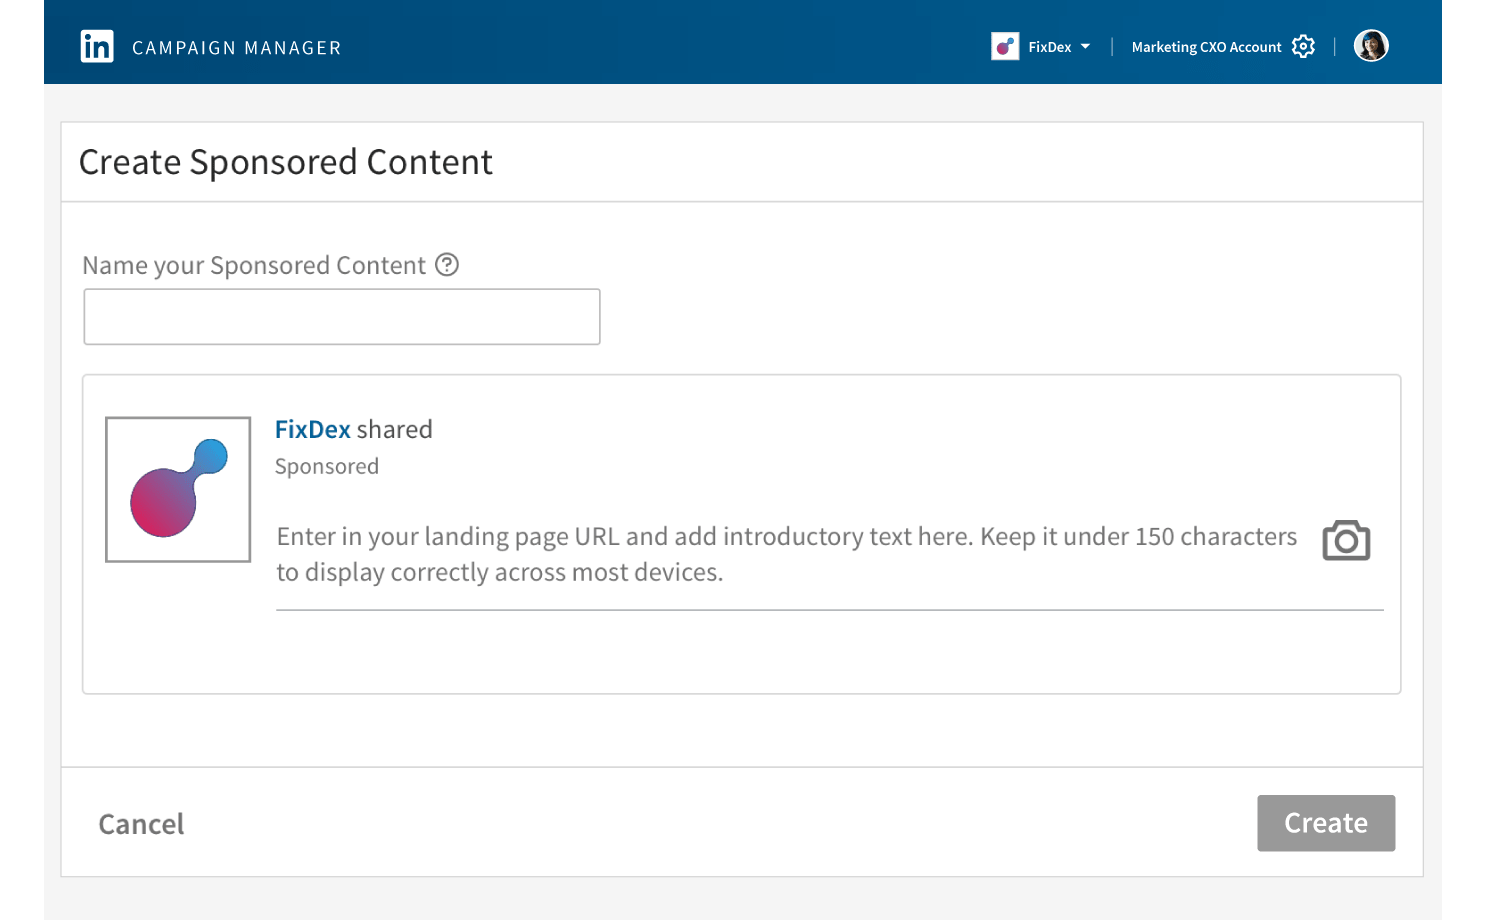 in CAMPAIGN MANAGER
FixDex
Marketing CXO Account
Create Sponsored Content
Name your Sponsored Content ?
FixDex shared
Sponsored
Enter in your landing page URL and add introductory text here. Keep it under 150 characters
to display correctly across most devices.
Cancel
Create